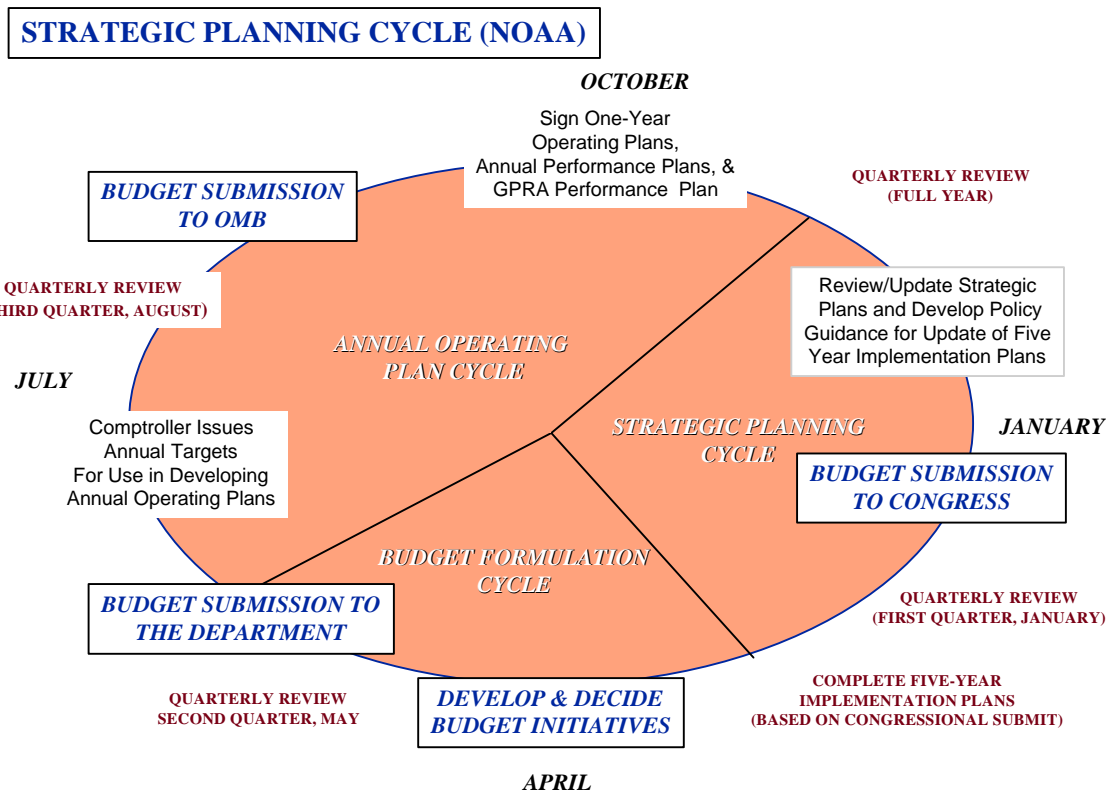 STRATEGIC PLANNING CYCLE (NOAA)
OCTOBER
Sign One-Year
Operating Plans,
Annual Performance Plans, &
GPRA Performance Plan
BUDGET SUBMISSION
TO OMB
QUARTERLY REVIEW
(FULL YEAR)
QUARTERLY REVIEW
HIRD QUARTER, AUGUST)
Review/Update Strategic
Plans and Develop Policy
Guidance for Update of Five
Year Implementation Plans
ANNUAL OPERATING
PLAN CYCLE
JULY
Comptroller Issues
Annual Targets
For Use in Developing
Annual Operating Plans
STRATEGIC PLANNING
CYCLE
JANUARY
BUDGET SUBMISSION
TO CONGRESS
BUDGET FORMULATION
CYCLE
BUDGET SUBMISSION TO
THE DEPARTMENT
QUARTERLY REVIEW
(FIRST QUARTER, JANUARY)
QUARTERLY REVIEW
SECOND QUARTER, MAY
DEVELOP & DECIDE
BUDGET INITIATIVES
COMPLETE FIVE-YEAR
IMPLEMENTATION PLANS
(BASED ON CONGRESSIONAL SUBMIT)
APRIL